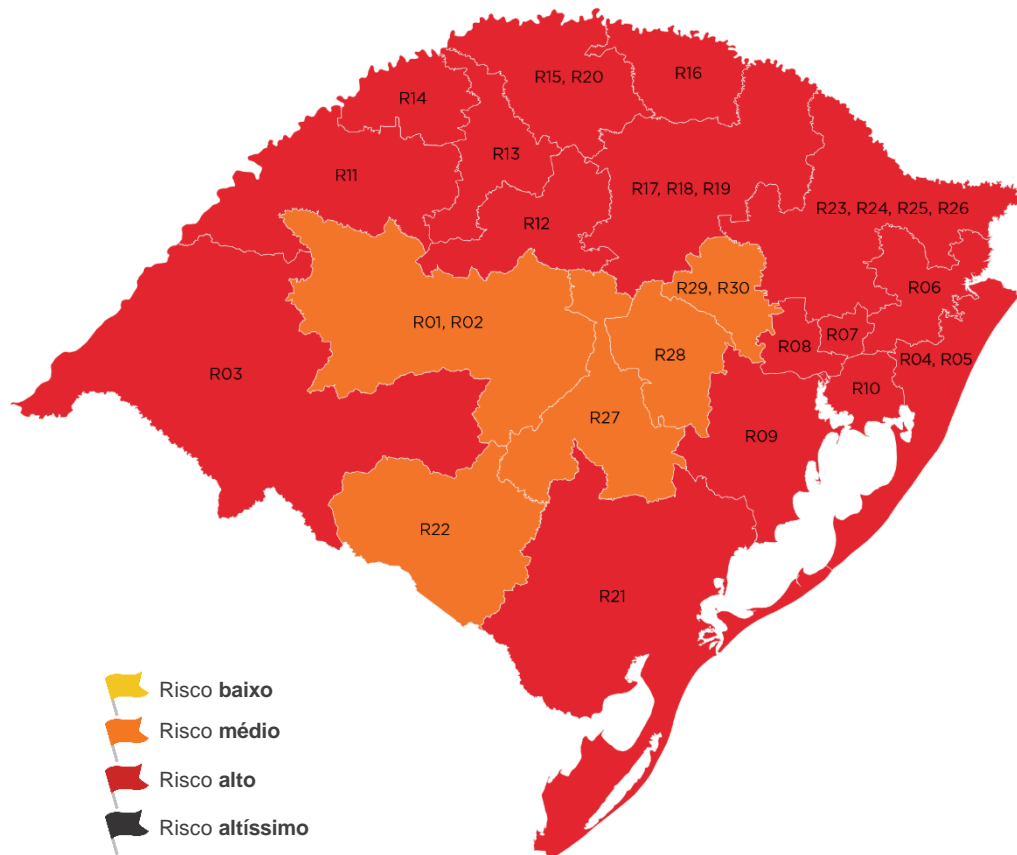 R15, R20
R16
R14
R13
R11
R17, R18, R19
R23, R24, R25, R26
R12
R29, R30
R06
R01, R02
R07
R08
R28
R04, R05
R03
R10
R27
R09
R22
R21
Risco baixo
Risco médio
Risco alto
Risco altíssimo